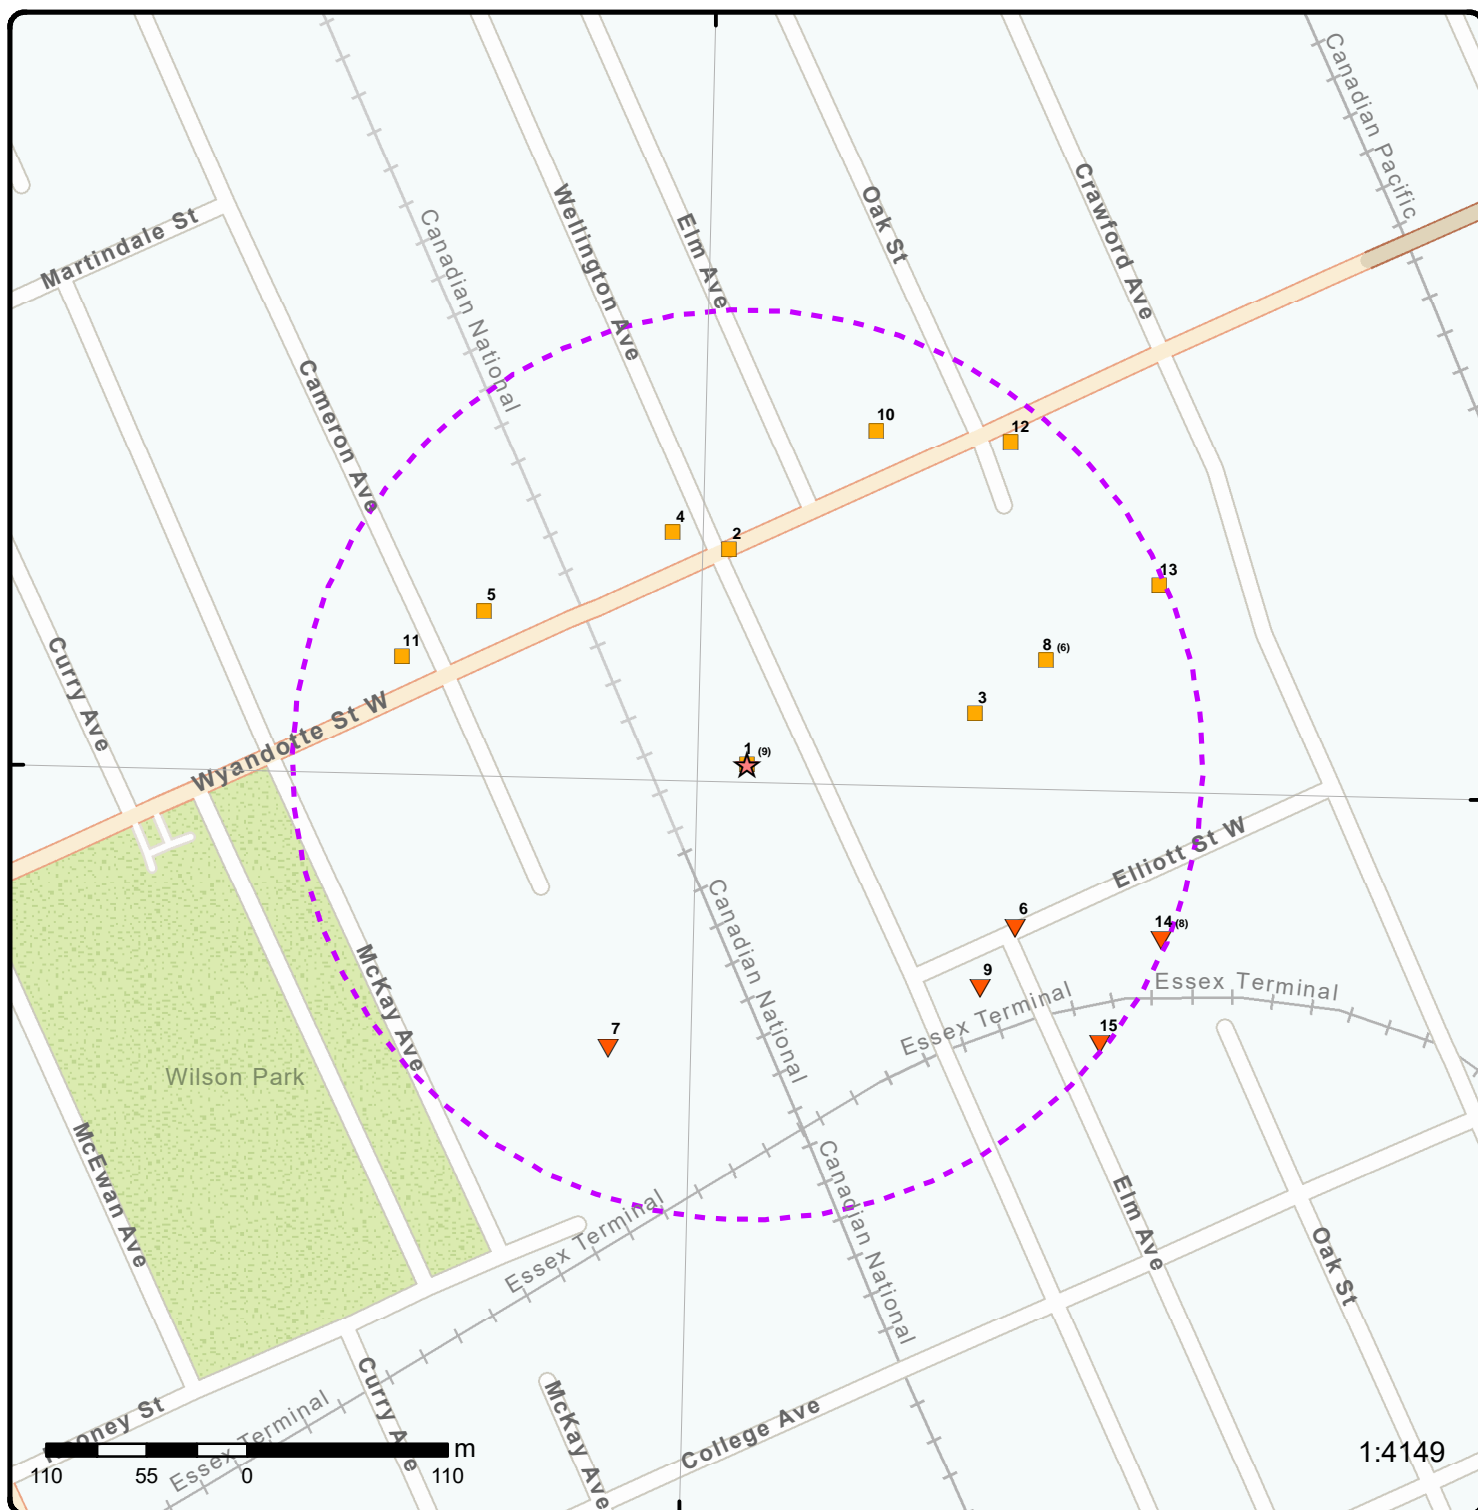 Canadian Pacific
Martindale St
Canadian National
Wellington Ave
Elm Ave
Oak St
Crawford Ave
Cameron Ave
10
12
4
2
13
5
11
8 (6)
3
1 (9)
Curry Ave
Wyandotte St W
Elliott St W
6
14 (8)
9
Essex Terminal
Essex Terminal
15
7
Canadian National
McKay Ave
Wilson Park
McEwan Ave
Canadian National
Elm Ave
Oak St
Essex Terminal
Curry Ave
McKay Ave
College Ave
St
Essex Terminal
m
110 55 0 110
1:4149